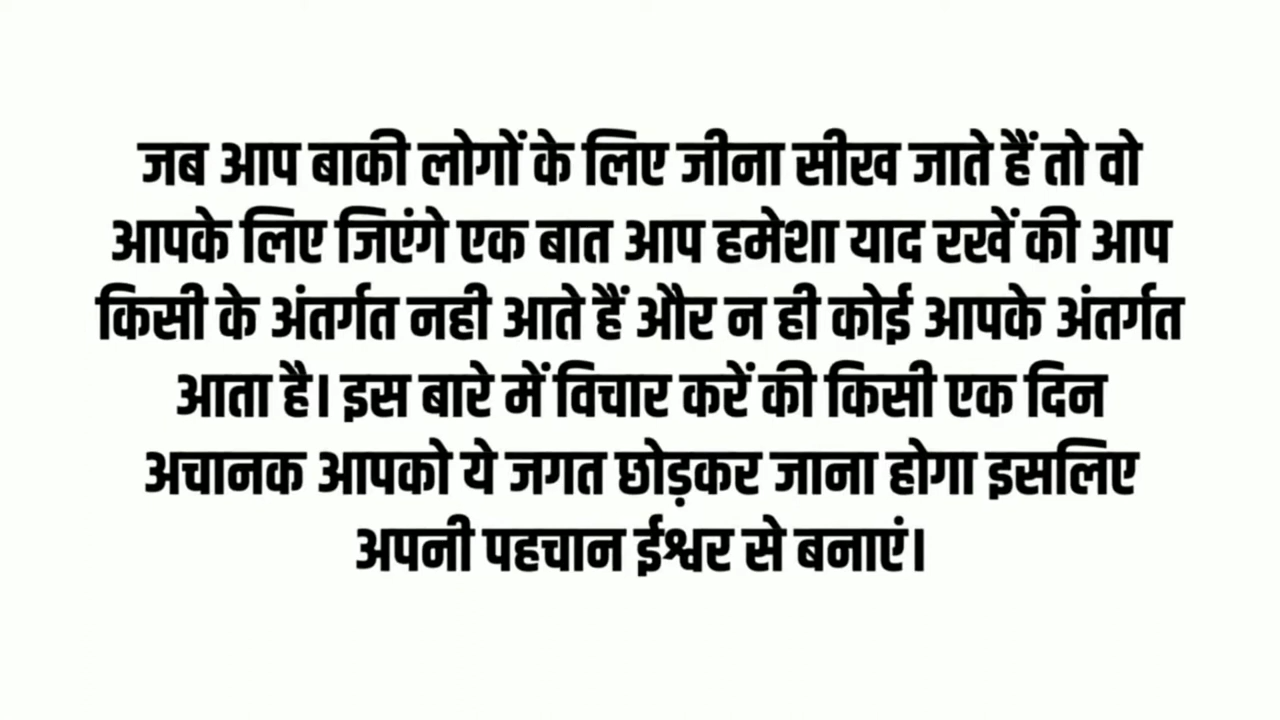 जब आप बाकी लोगों के लिए जीना सीख जाते हैं तो वो
आपके लिए जिएंगे एक बात आप हमेशा याद रखें की आप
किसी के अंतर्गत नही आते हैं और न ही कोई आपके अंतर्गत
आता है। इस बारे में विचार करें की किसी एक दिन
अचानक आपको ये जगत छोड़कर जाना होगा इसलिए
अपनी पहचान ईश्वर से बनाएं।